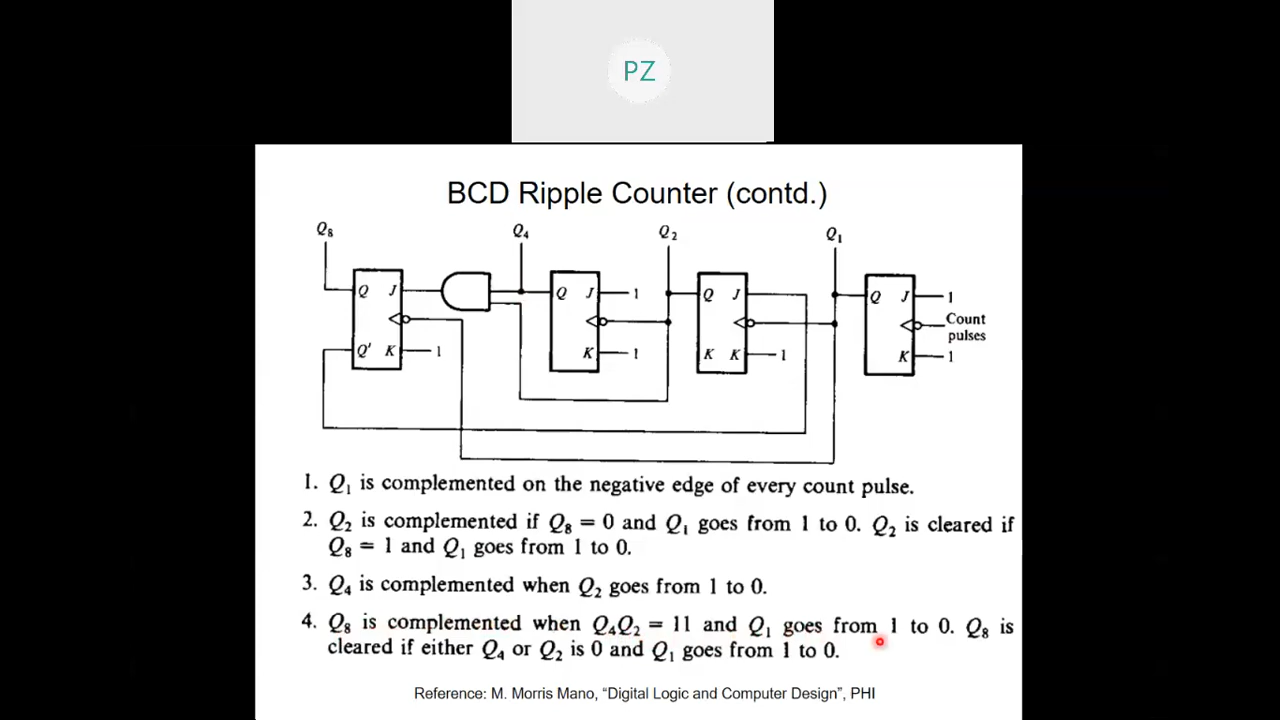 PZ
BCD Ripple Counter (contd.)
Q₈ Q₄ Q₂ Q₁
Q J Q J 1 Q J Q J 1
Count
pulses
Q' K 1 K 1 K K 1 K 1
1. Q₁ is complemented on the negative edge of every count pulse.
2. Q₂ is complemented if Q₈ = 0 and Q₁ goes from 1 to 0. Q₂ is cleared if
Q₈ = 1 and Q₁ goes from 1 to 0.
3. Q₄ is complemented when Q₂ goes from 1 to 0.
4. Q₈ is complemented when Q₄Q₂ = 11 and Q₁ goes from 1 to 0. Q₈ is
cleared if either Q₄ or Q₂ is 0 and Q₁ goes from 1 to 0.
Reference: M. Morris Mano, “Digital Logic and Computer Design”, PHI